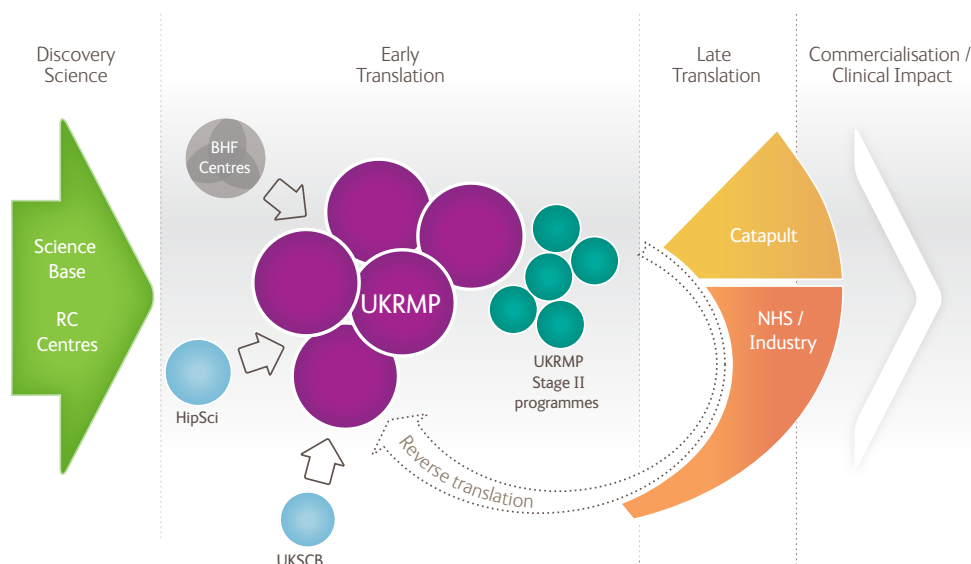 Discovery
Science
Early
Translation
Late
Translation
Commercialisation /
Clinical Impact
BHF
Centres
Science
Base
RC
Centres
UKRMP
Catapult
NHS /
Industry
HipSci
UKRMP
Stage II
programmes
Reverse translation
UKSCB